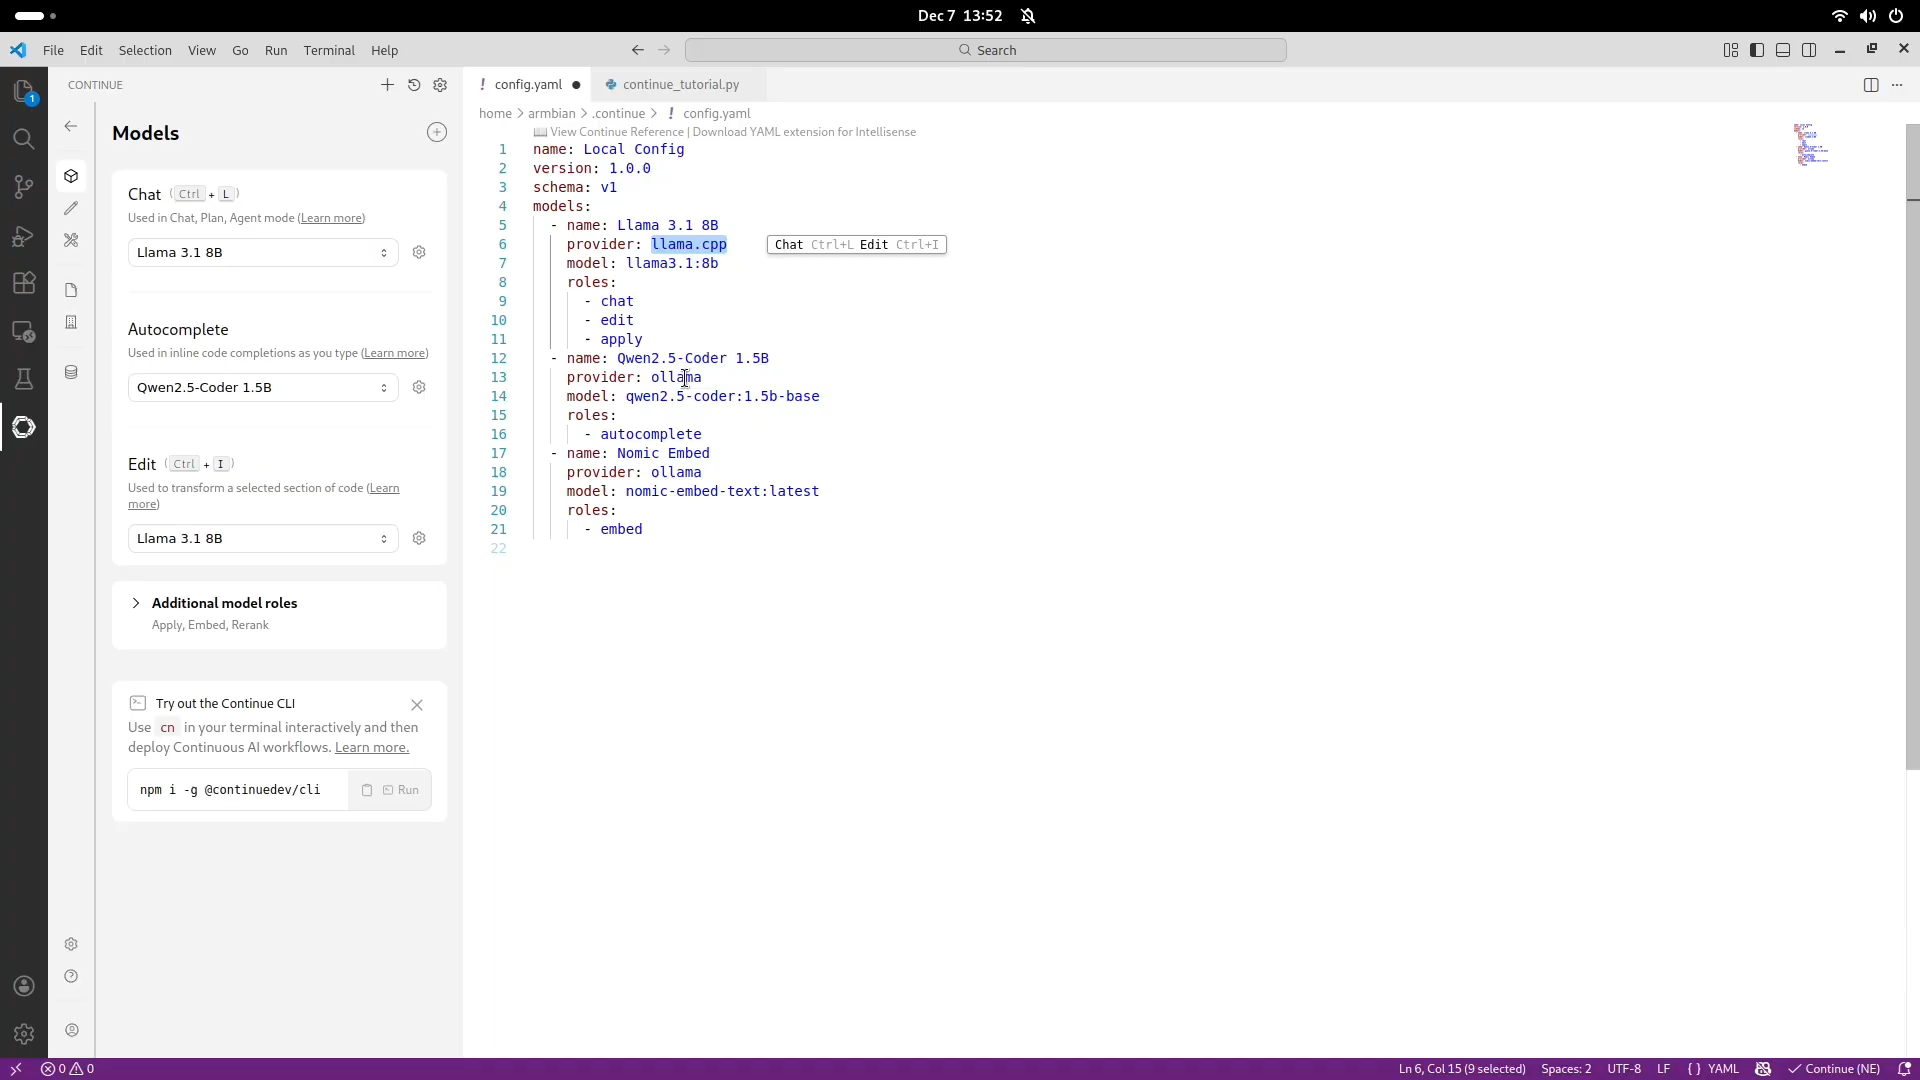 Dec 7 13:52
File Edit Selection View Go Run Terminal Help
Search
1
CONTINUE
Models
Chat (Ctrl + L)
Used in Chat, Plan, Agent mode (Learn more)
Llama 3.1 8B
Autocomplete
Used in inline code completions as you type (Learn more)
Qwen2.5-Coder 1.5B
Edit (Ctrl + I)
Used to transform a selected section of code (Learn
more)
Llama 3.1 8B
Additional model roles
Apply, Embed, Rerank
Try out the Continue CLI
Use cn in your terminal interactively and then
deploy Continuous AI workflows. Learn more.
npm i -g @continuedev/cli Run
! config.yaml ● continue_tutorial.py
home > armbian > .continue > ! config.yaml
View Continue Reference | Download YAML extension for Intellisense
1 name: Local Config
2 version: 1.0.0
3 schema: v1
4 models:
5 - name: Llama 3.1 8B
6 provider: llama.cpp Chat Ctrl+L Edit Ctrl+I
7 model: llama3.1:8b
8 roles:
9 - chat
10 - edit
11 - apply
12 - name: Qwen2.5-Coder 1.5B
13 provider: ollama
14 model: qwen2.5-coder:1.5b-base
15 roles:
16 - autocomplete
17 - name: Nomic Embed
18 provider: ollama
19 model: nomic-embed-text:latest
20 roles:
21 - embed
22
0 0 Ln 6, Col 15 (9 selected) Spaces: 2 UTF-8 LF { } YAML Continue (NE)